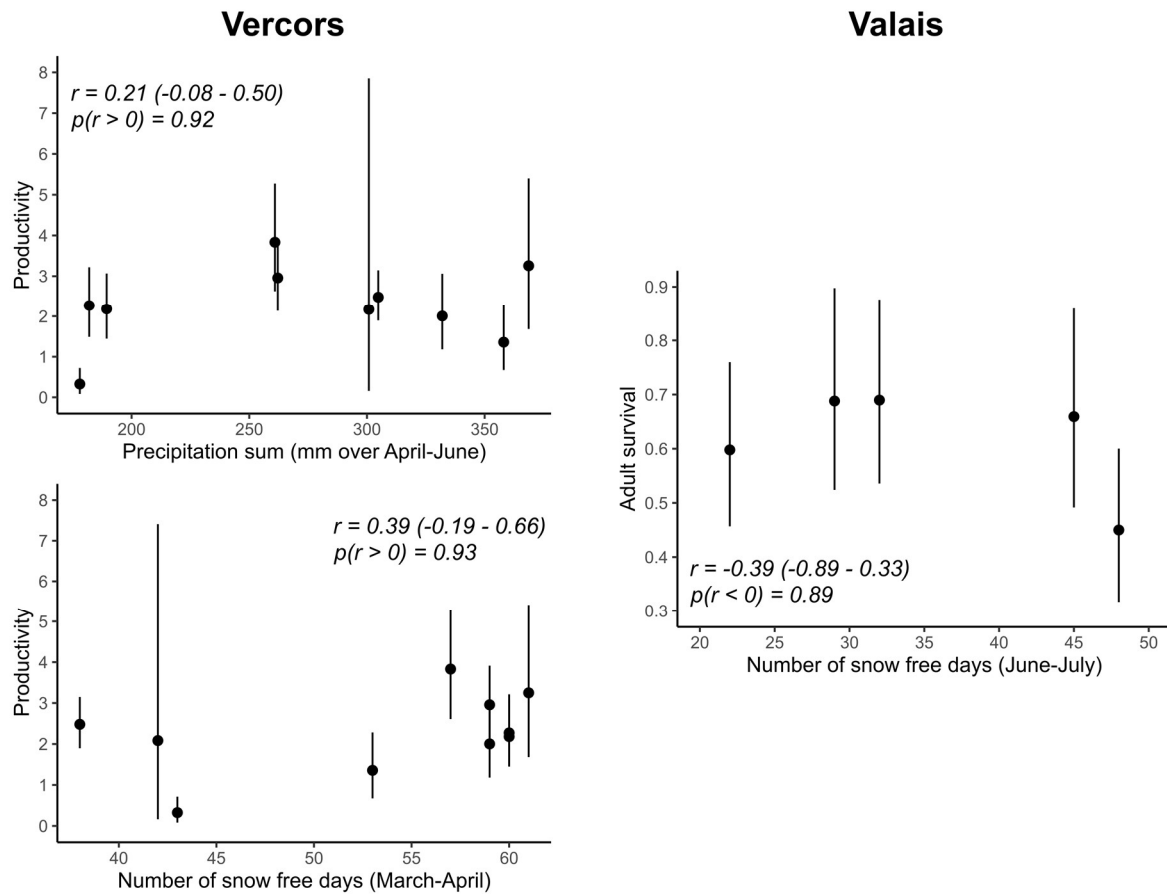 Vercors
Valais
r = 0.21 (-0.08 - 0.50)
p(r > 0) = 0.92
Productivity
8
7
6
5
4
3
2
1
0
200 250 300 350
Precipitation sum (mm over April-June)
r = 0.39 (-0.19 - 0.66)
p(r > 0) = 0.93
Productivity
8
7
6
5
4
3
2
1
0
40 45 50 55 60
Number of snow free days (March-April)
Adult survival
0.9
0.8
0.7
0.6
0.5
0.4
0.3
r = -0.39 (-0.89 - 0.33)
p(r < 0) = 0.89
20 25 30 35 40 45 50
Number of snow free days (June-July)